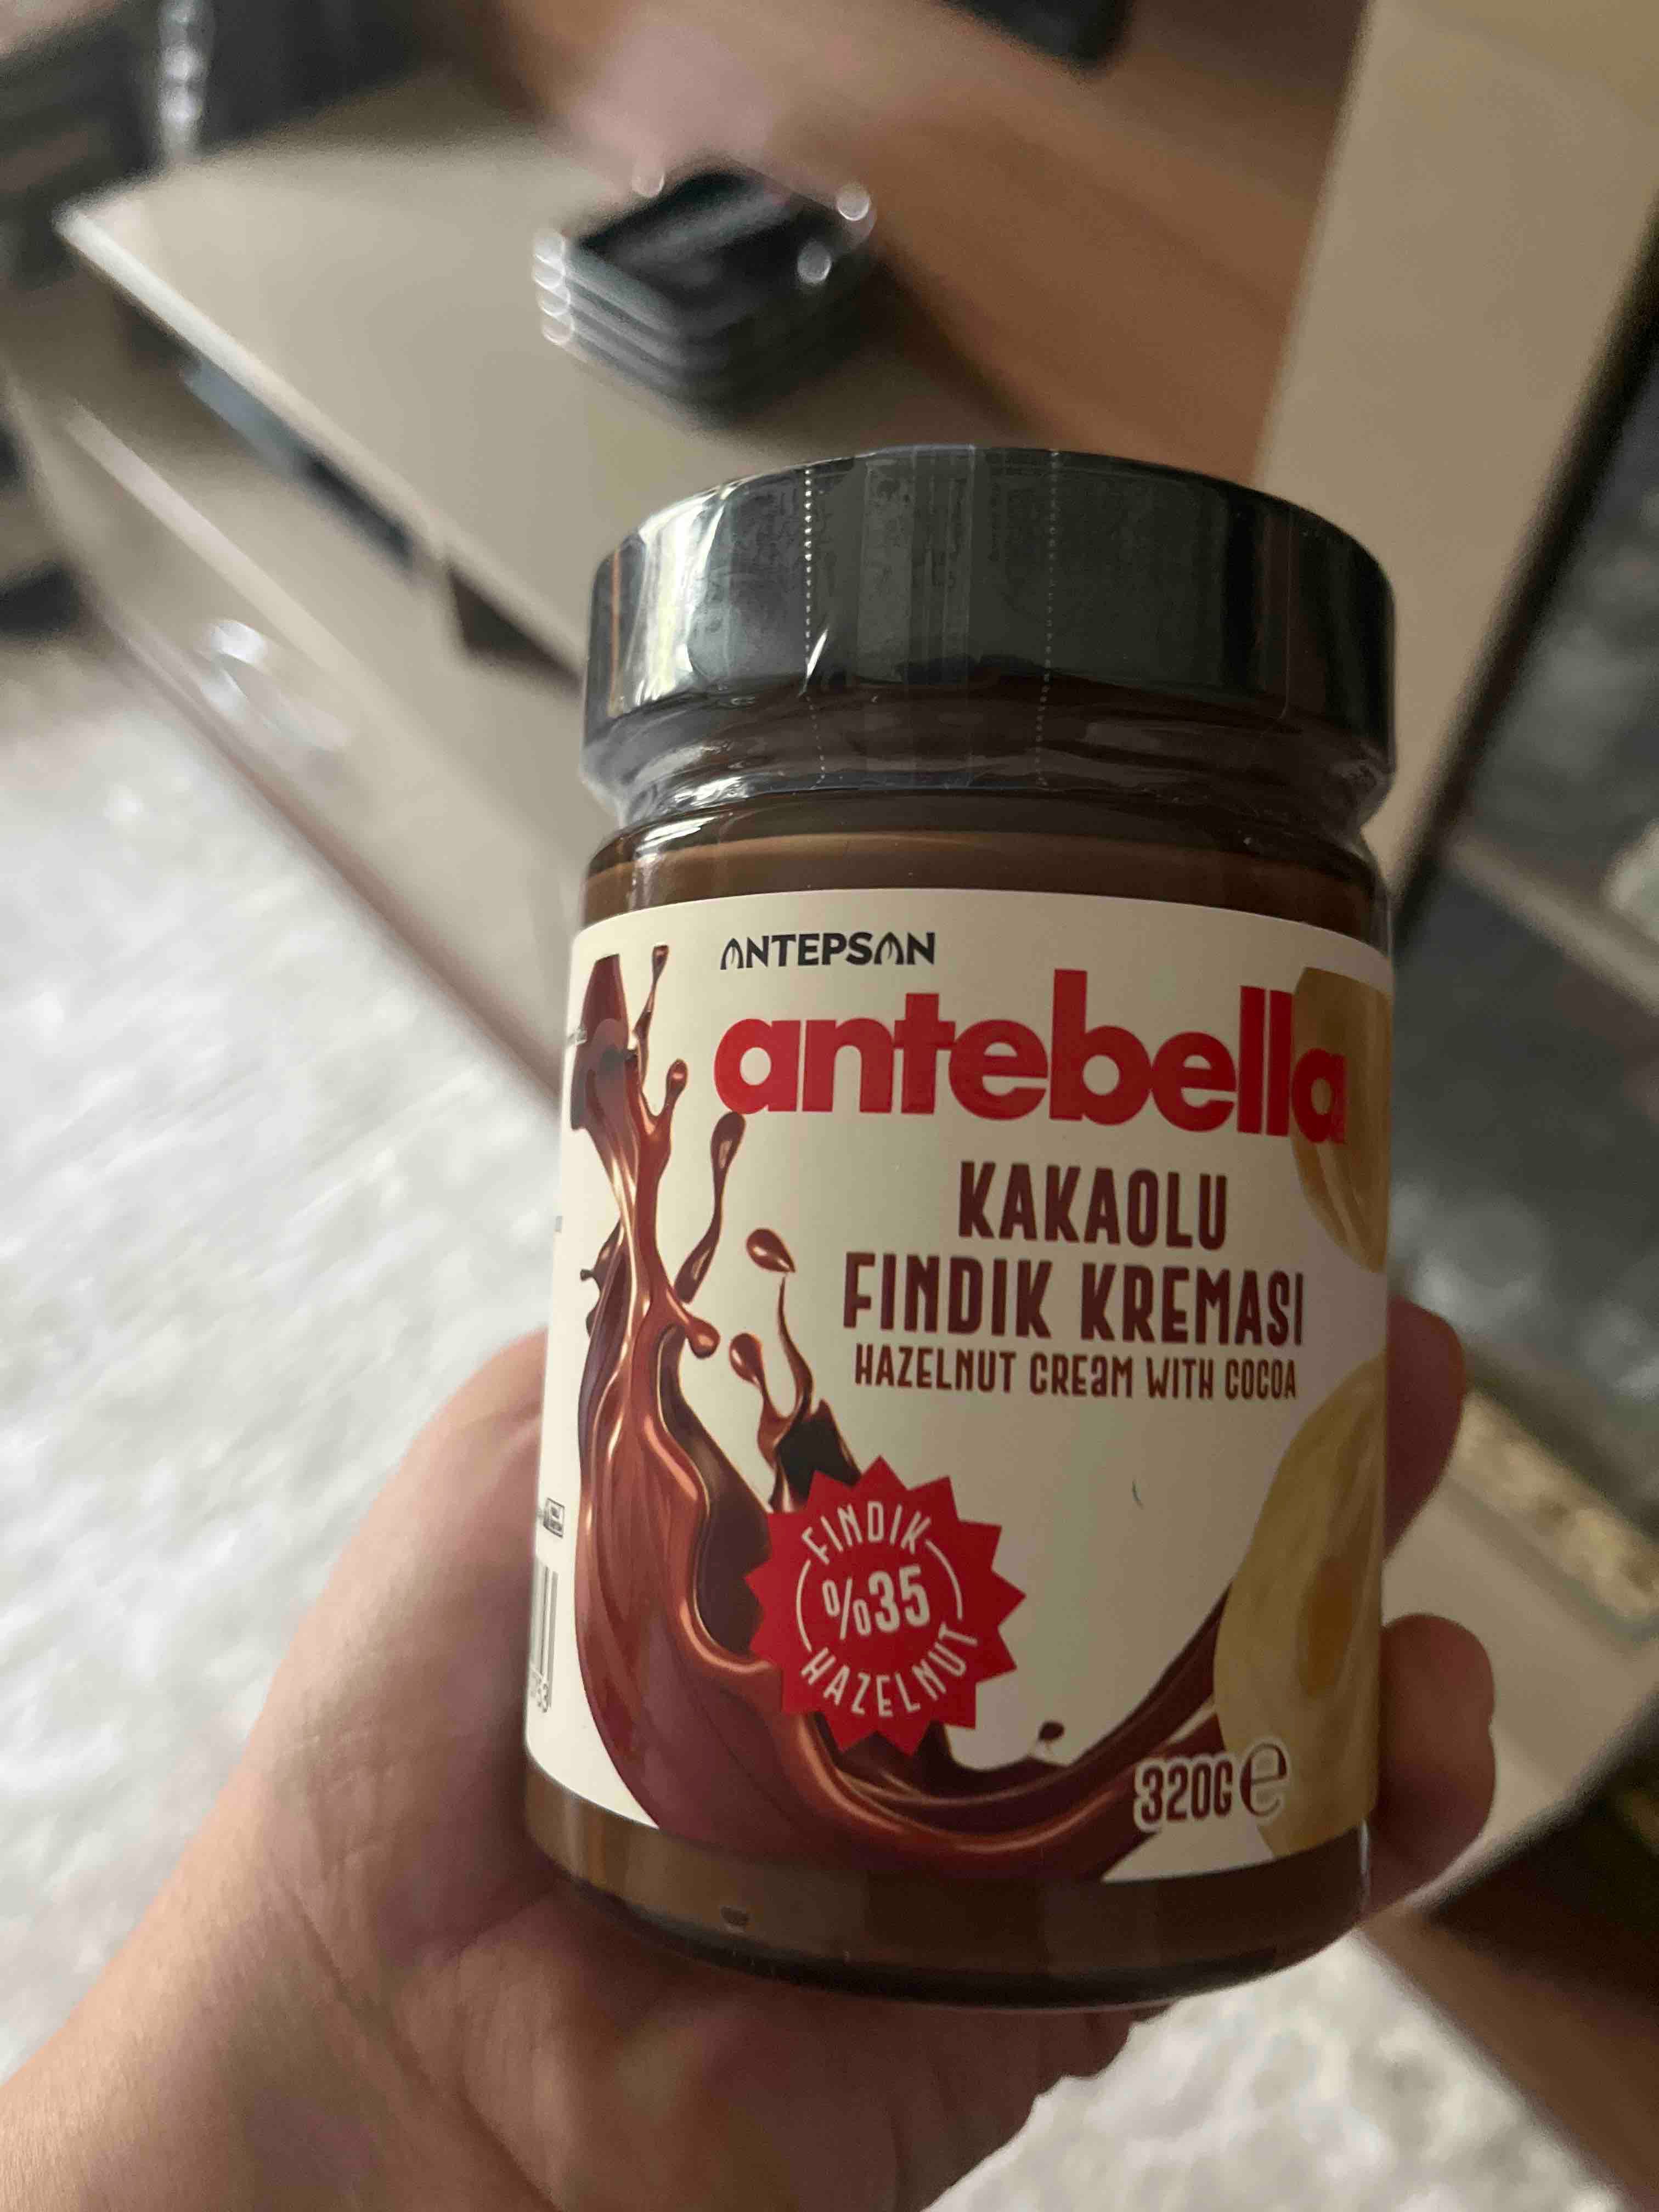 ANTEPSAN
antebella
KAKAOLU
FINDIK KREMASI
HAZELNUT CREAM WITH COCOA
FINDIK
%35
HAZELNUT
320G e